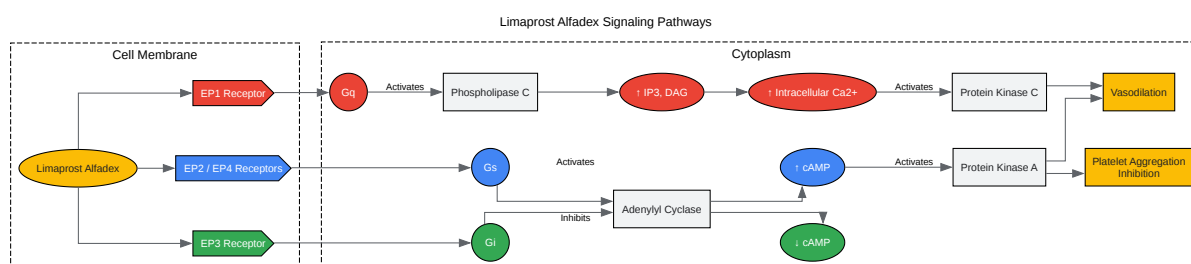 Limaprost Alfadex Signaling Pathways
Cell Membrane
Cytoplasm
EP1 Receptor
Gq
Activates
Phospholipase C
↑ IP3, DAG
↑ Intracellular Ca2+
Activates
Protein Kinase C
Vasodilation
Limaprost Alfadex
EP2 / EP4 Receptors
Gs
Activates
↑ cAMP
Activates
Protein Kinase A
Platelet Aggregation
Inhibition
Adenylyl Cyclase
Inhibits
EP3 Receptor
Gi
↓ cAMP